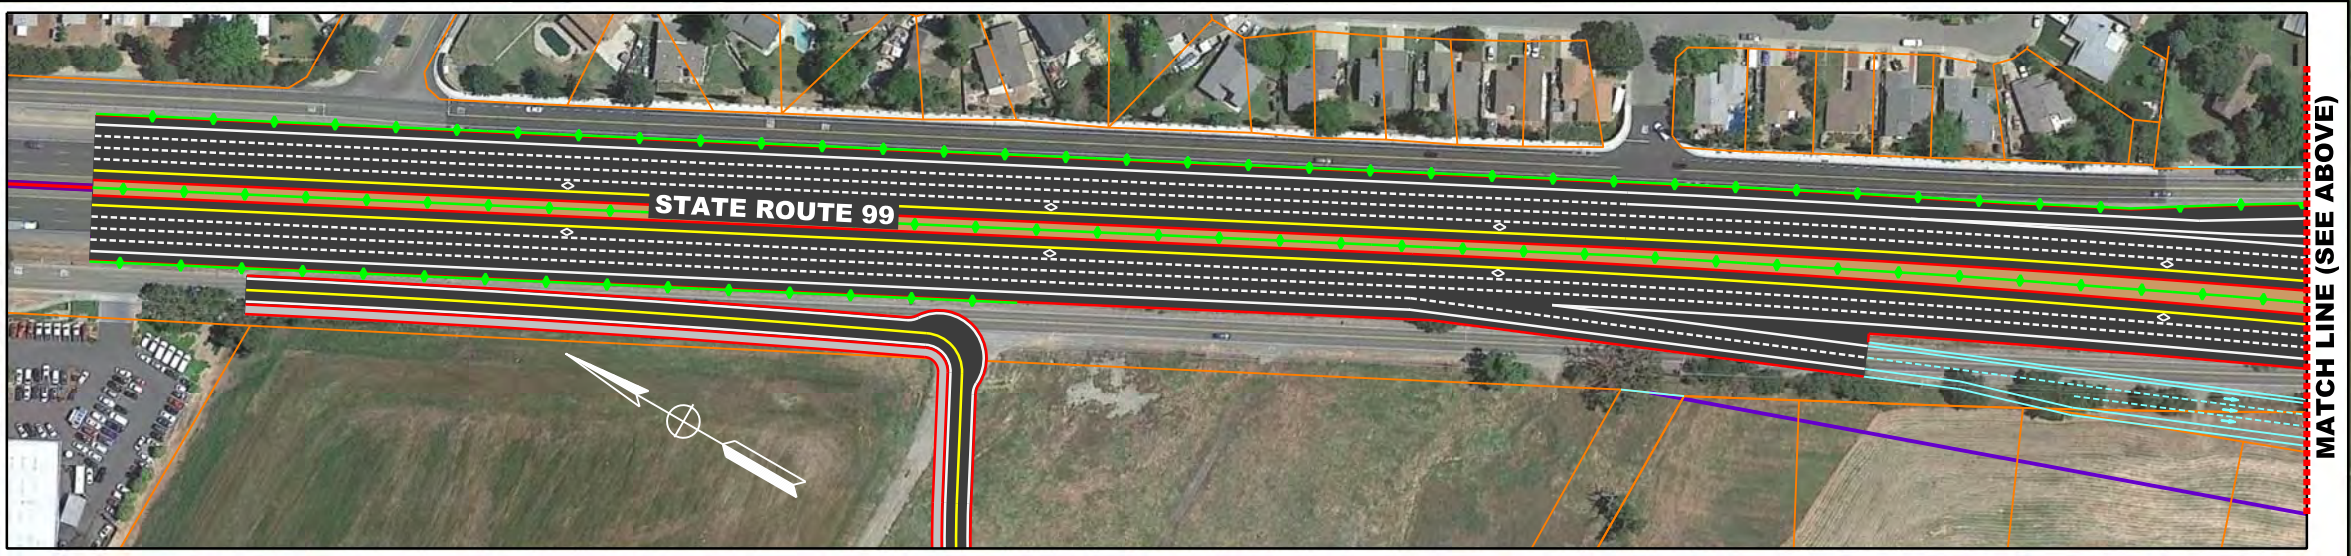 STATE ROUTE 99
MATCH LINE (SEE ABOVE)